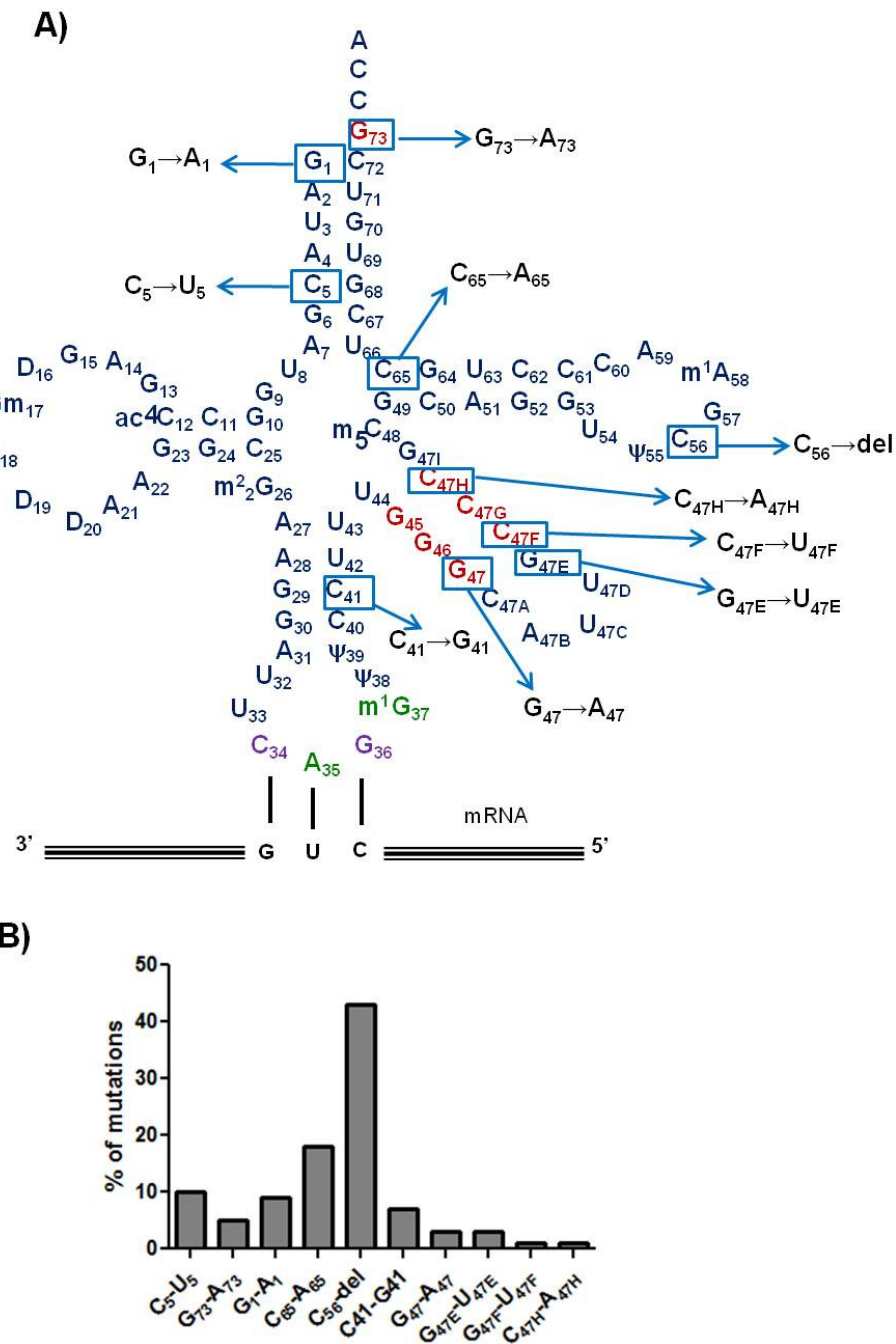 A)
A
C
C
G73 G73→A73
G1→A1 G1 C72
A2 U71
U3 G70
A4 U69
C5→U5 C5 G68 C65→A65
G6 C67
A7 U66
D16 G15 A14 G13 U8 C65 G64 U63 C62 C61 C60 A59 m1A58
m17 ac4C12 C11 G10 G9 G49 C50 A51 G52 G53 G57
18 G23 G24 C25 m5C48 U54 Ψ55 C56 C56→del
D19 D20 A21 A22 m22G26 G47I
U44 C47H C47H→A47H
A27 U43 G45 C47G
A28 U42 G46 C47F C47F→U47F
G29 C41 G47 G47E G47E→U47E
G30 C40 C41→G41 C47A U47D
A31 Ψ39 A47B U47C
U32 Ψ38
U33 m1G37 G47→A47
C34 A35 G36
mRNA
3' G U C 5'
B)
% of mutations
50
40
30
20
10
0
C5-U5
G73-A73
G1-A1
C65-A65
C56-del
C41-G41
G47-A47
G47E-U47E
G47F-U47F
C47H-A47H